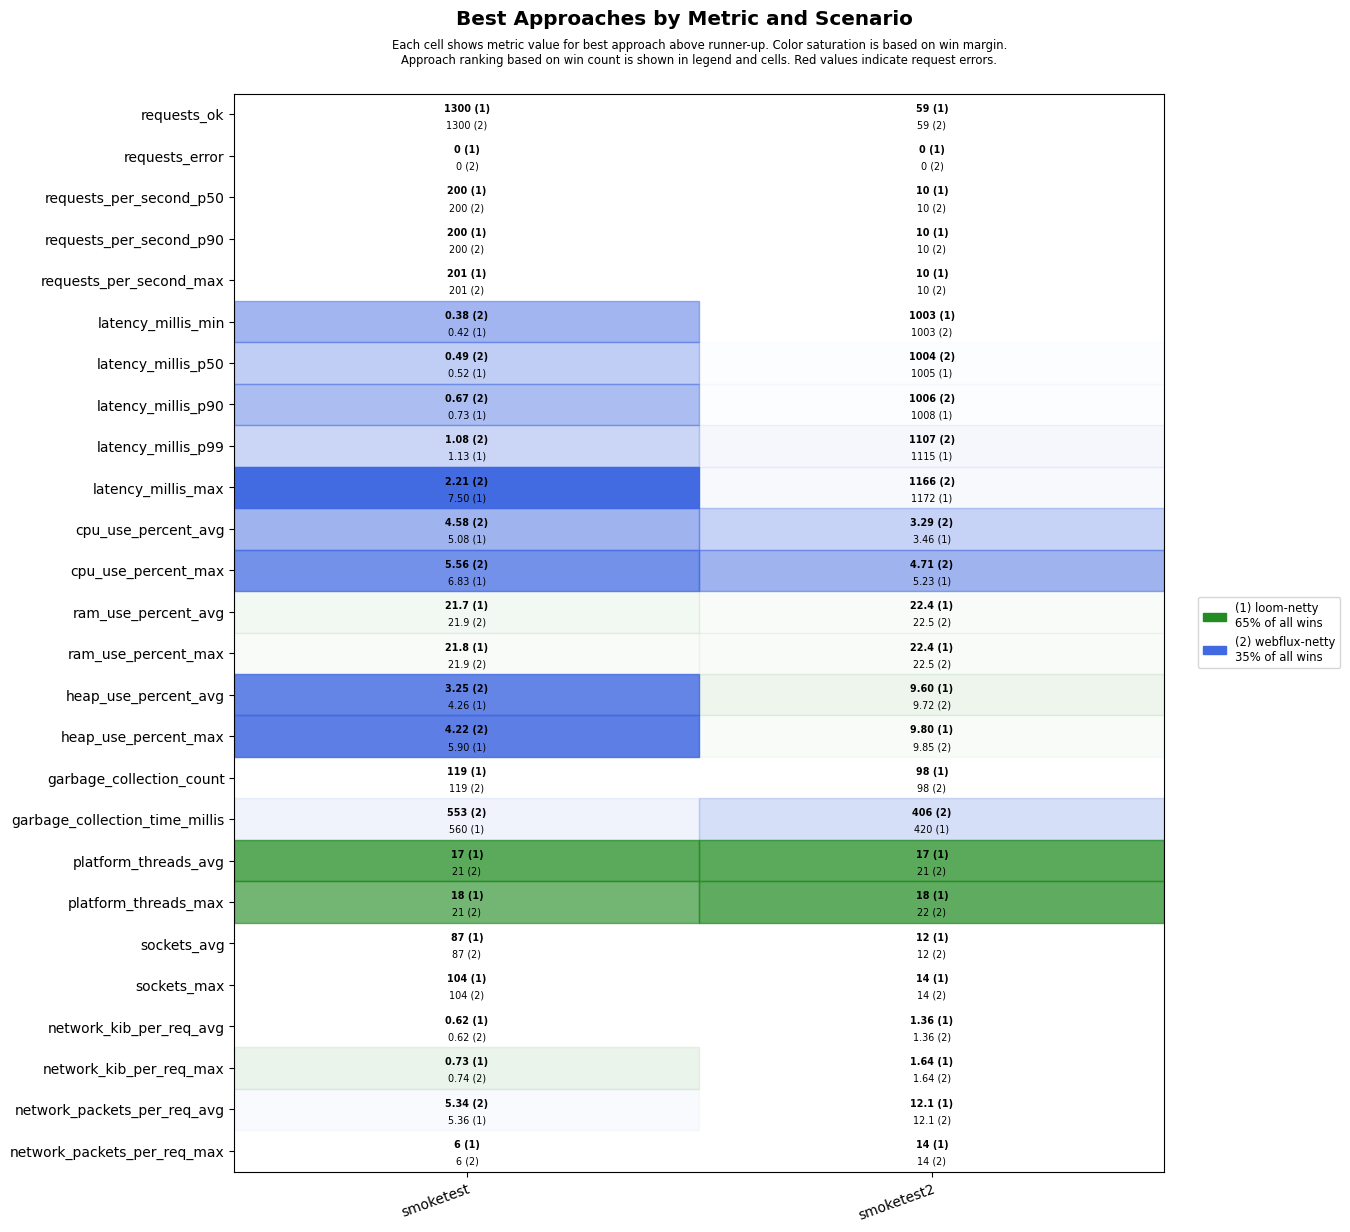 Best Approaches by Metric and Scenario
Each cell shows metric value for best approach above runner-up. Color saturation is based on win margin.
Approach ranking based on win count is shown in legend and cells. Red values indicate request errors.
requests_ok
1300 (1)
1300 (2)
59 (1)
59 (2)
requests_error
0 (1)
0 (2)
0 (1)
0 (2)
requests_per_second_p50
200 (1)
200 (2)
10 (1)
10 (2)
requests_per_second_p90
200 (1)
200 (2)
10 (1)
10 (2)
requests_per_second_max
201 (1)
201 (2)
10 (1)
10 (2)
latency_millis_min
0.38 (2)
0.42 (1)
1003 (1)
1003 (2)
latency_millis_p50
0.49 (2)
0.52 (1)
1004 (2)
1005 (1)
latency_millis_p90
0.67 (2)
0.73 (1)
1006 (2)
1008 (1)
latency_millis_p99
1.08 (2)
1.13 (1)
1107 (2)
1115 (1)
latency_millis_max
2.21 (2)
7.50 (1)
1166 (2)
1172 (1)
cpu_use_percent_avg
4.58 (2)
5.08 (1)
3.29 (2)
3.46 (1)
cpu_use_percent_max
5.56 (2)
6.83 (1)
4.71 (2)
5.23 (1)
ram_use_percent_avg
21.7 (1)
21.9 (2)
22.4 (1)
22.5 (2)
ram_use_percent_max
21.8 (1)
21.9 (2)
22.4 (1)
22.5 (2)
heap_use_percent_avg
3.25 (2)
4.26 (1)
9.60 (1)
9.72 (2)
heap_use_percent_max
4.22 (2)
5.90 (1)
9.80 (1)
9.85 (2)
garbage_collection_count
119 (1)
119 (2)
98 (1)
98 (2)
garbage_collection_time_millis
553 (2)
560 (1)
406 (2)
420 (1)
platform_threads_avg
17 (1)
21 (2)
17 (1)
21 (2)
platform_threads_max
18 (1)
21 (2)
18 (1)
22 (2)
sockets_avg
87 (1)
87 (2)
12 (1)
12 (2)
sockets_max
104 (1)
104 (2)
14 (1)
14 (2)
network_kib_per_req_avg
0.62 (1)
0.62 (2)
1.36 (1)
1.36 (2)
network_kib_per_req_max
0.73 (1)
0.74 (2)
1.64 (1)
1.64 (2)
network_packets_per_req_avg
5.34 (2)
5.36 (1)
12.1 (1)
12.1 (2)
network_packets_per_req_max
6 (1)
6 (2)
14 (1)
14 (2)
smoketest
smoketest2
(1) loom-netty
65% of all wins
(2) webflux-netty
35% of all wins